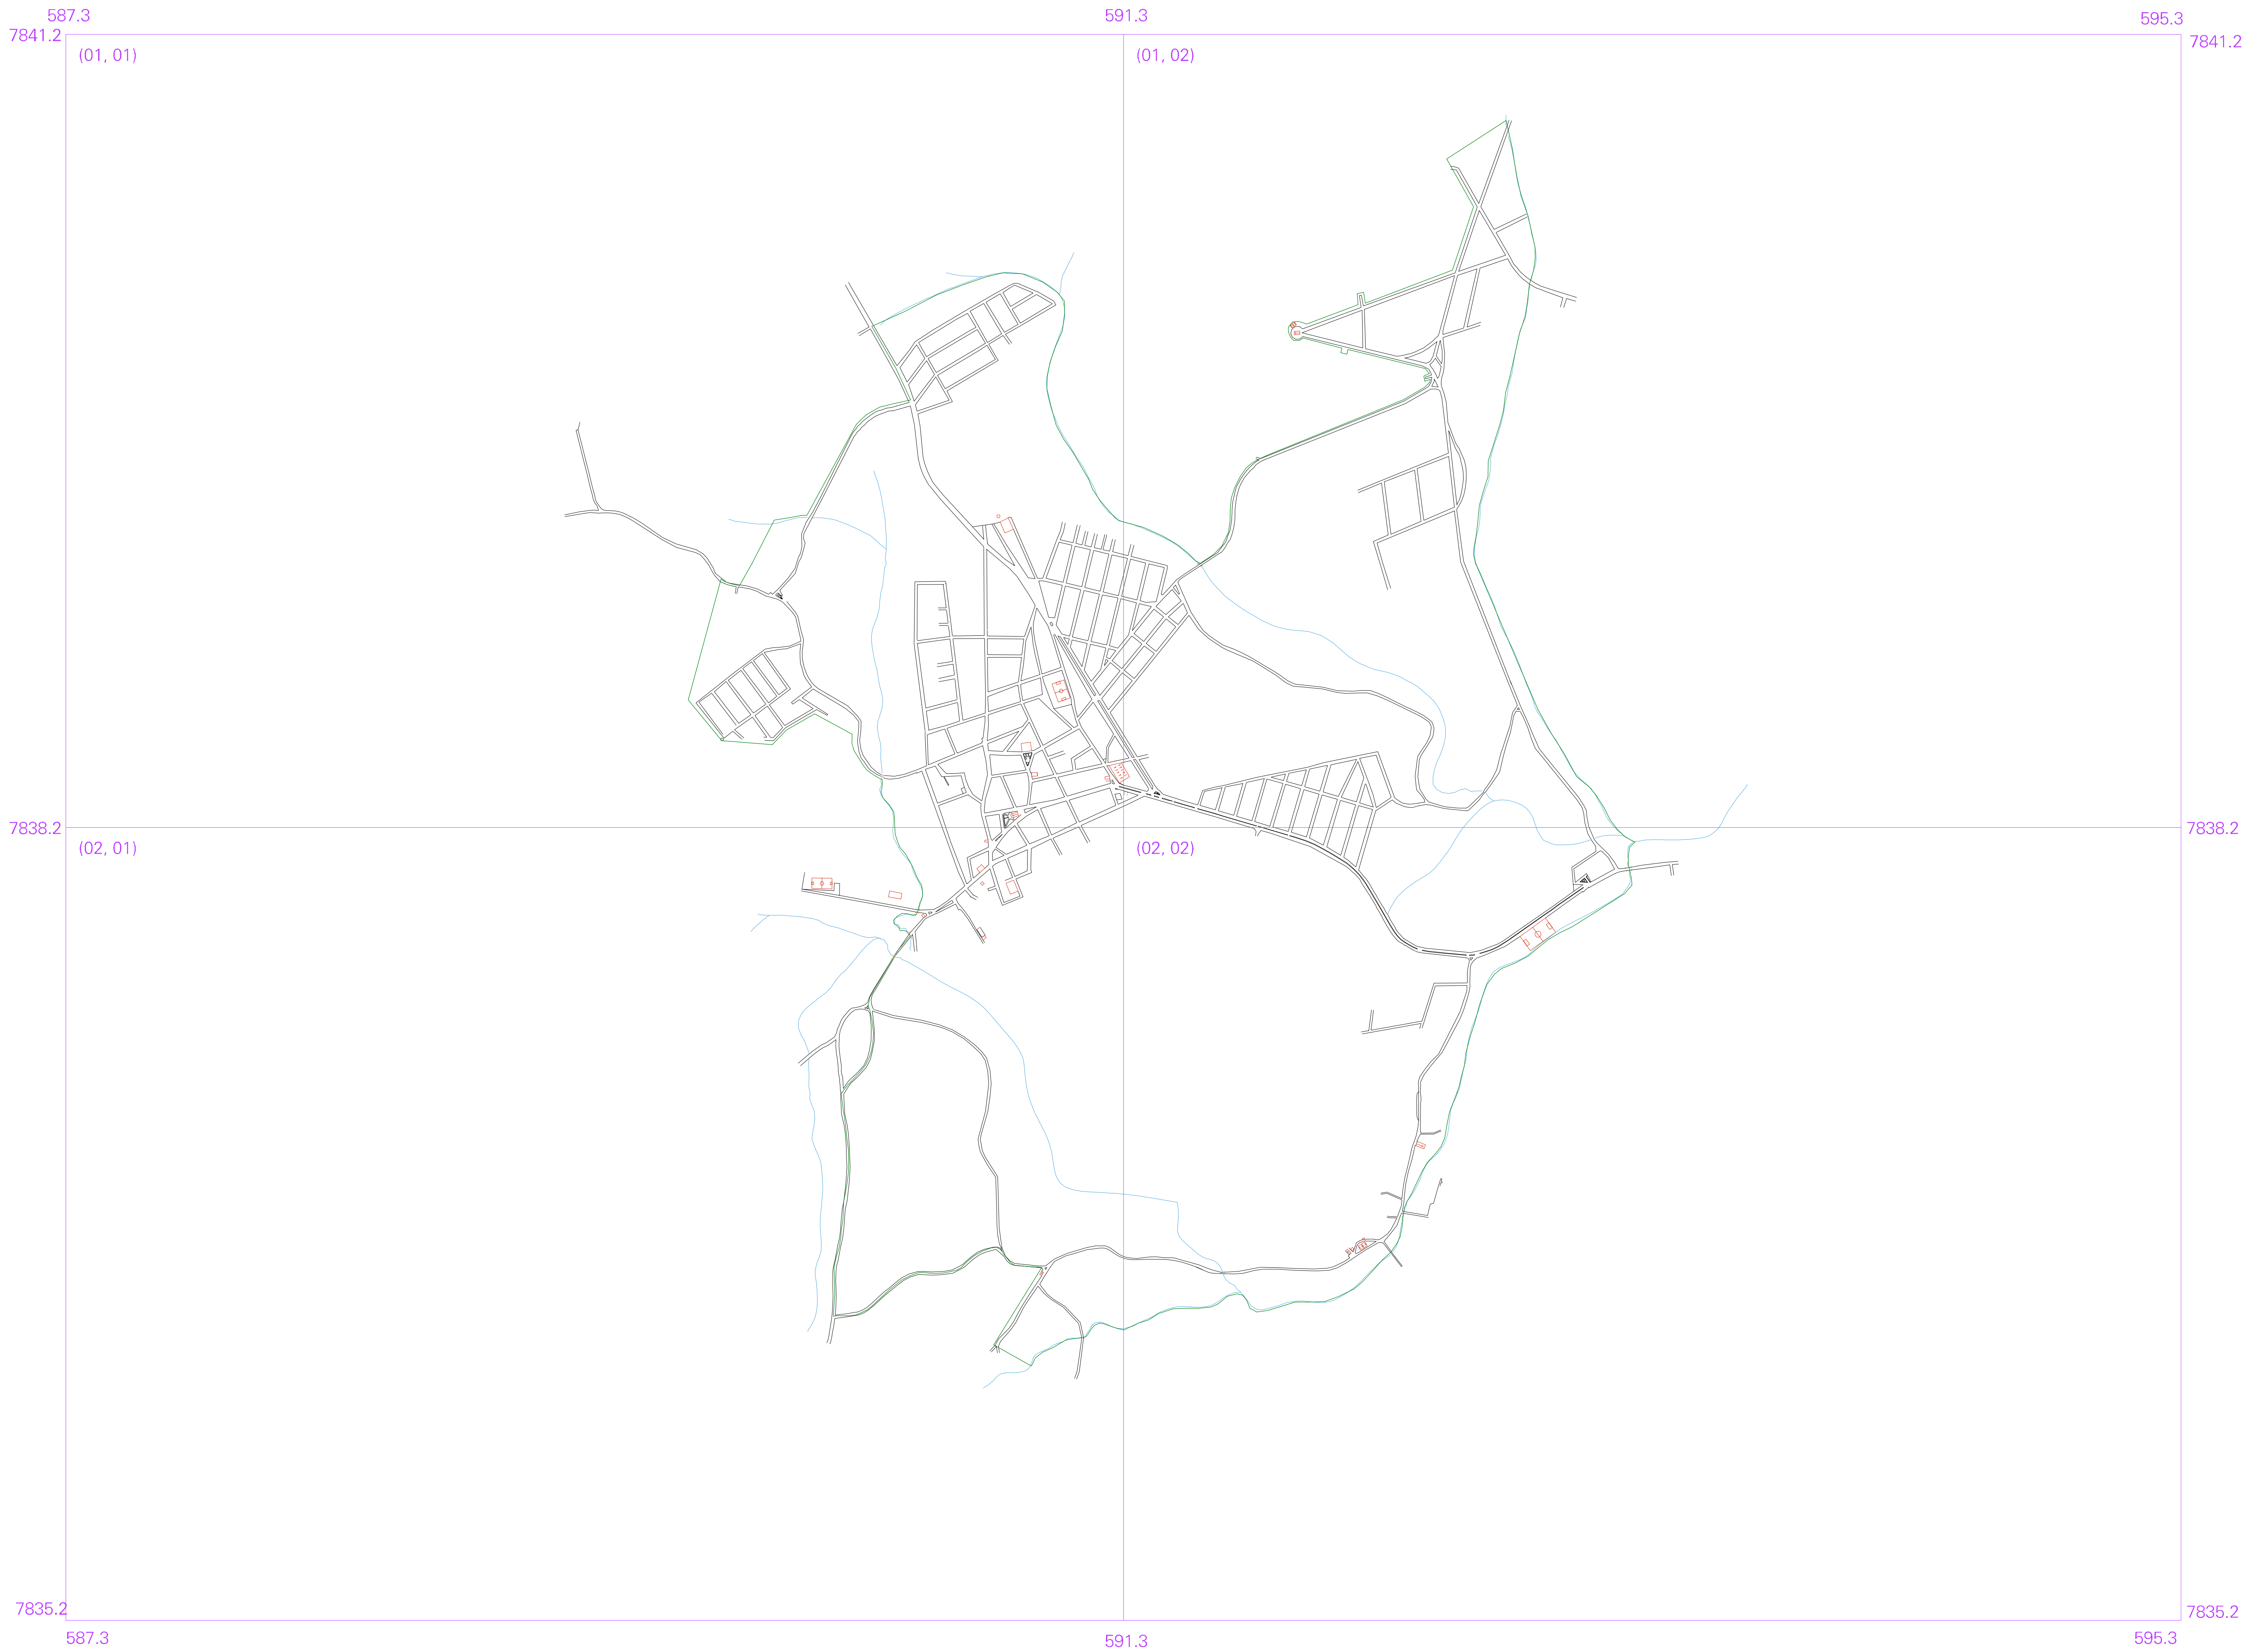 587.3 591.3 595.3
7841.2 7841.2
(01, 01) (01, 02)
7838.2 7838.2
(02, 01) (02, 02)
7835.2 7835.2
587.3 591.3 595.3